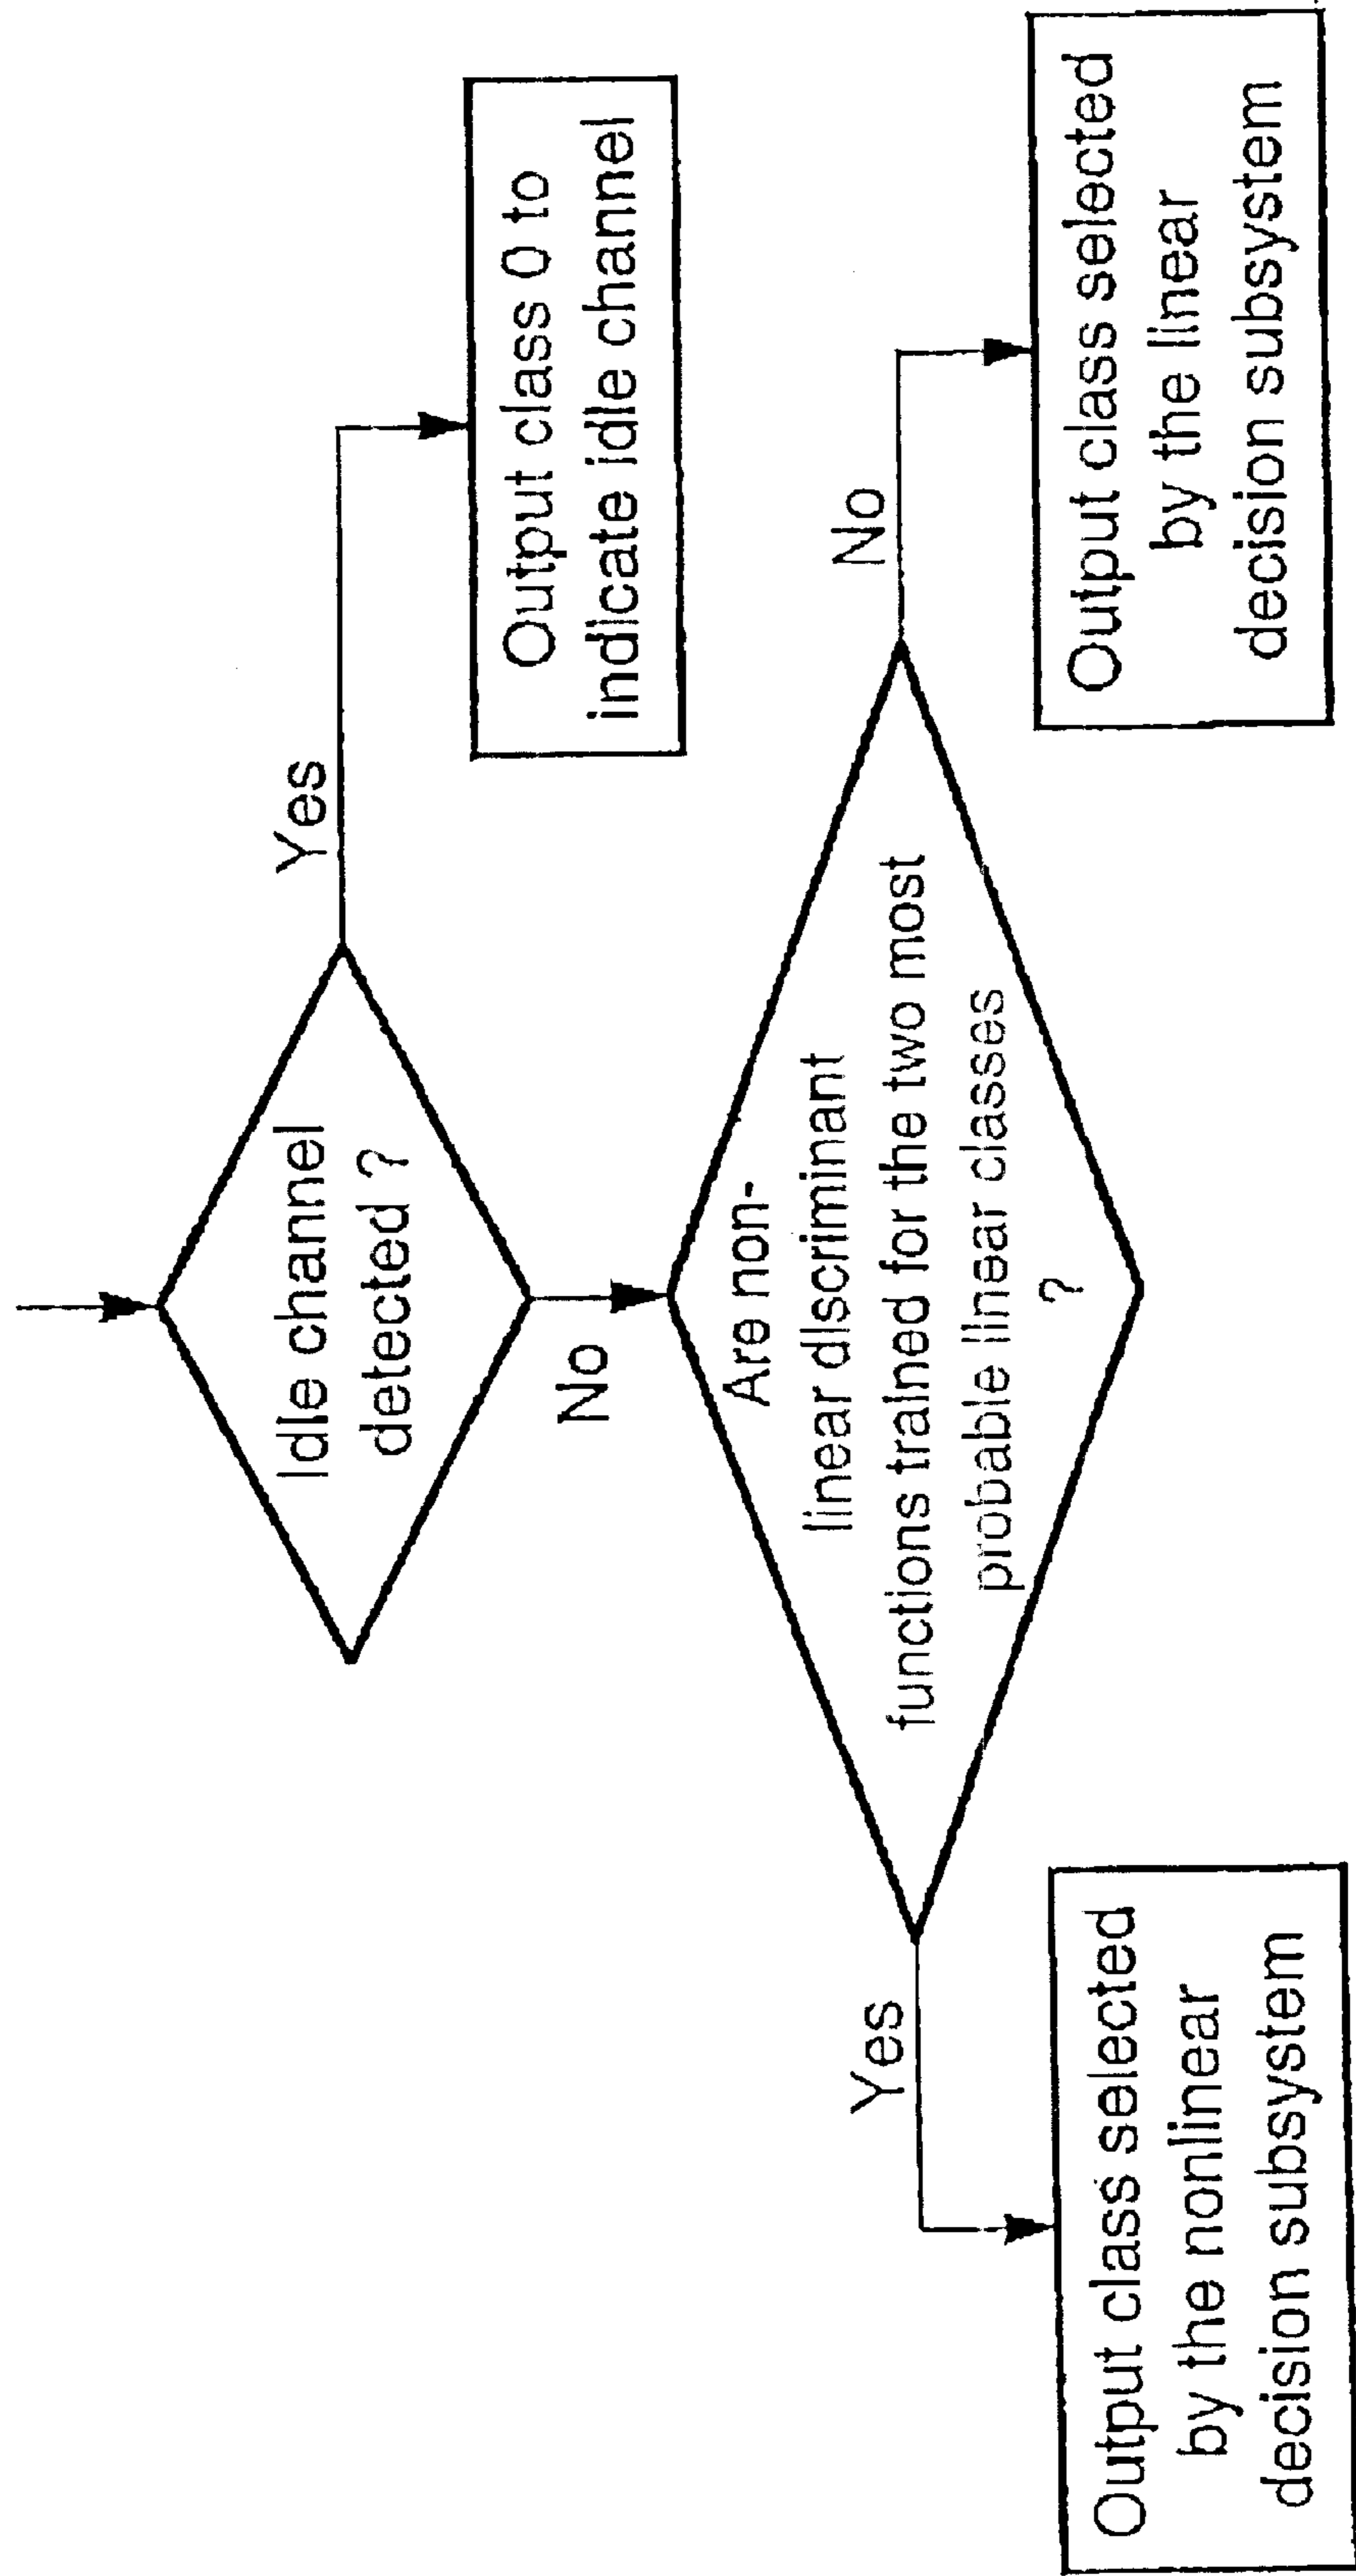 Idle channel
detected ?
Yes
Output class 0 to
indicate idle channel
No
Are non-
linear discriminant
functions trained for the two most
probable linear classes
?
Yes
No
Output class selected
by the nonlinear
decision subsystem
Output class selected
by the linear
decision subsystem